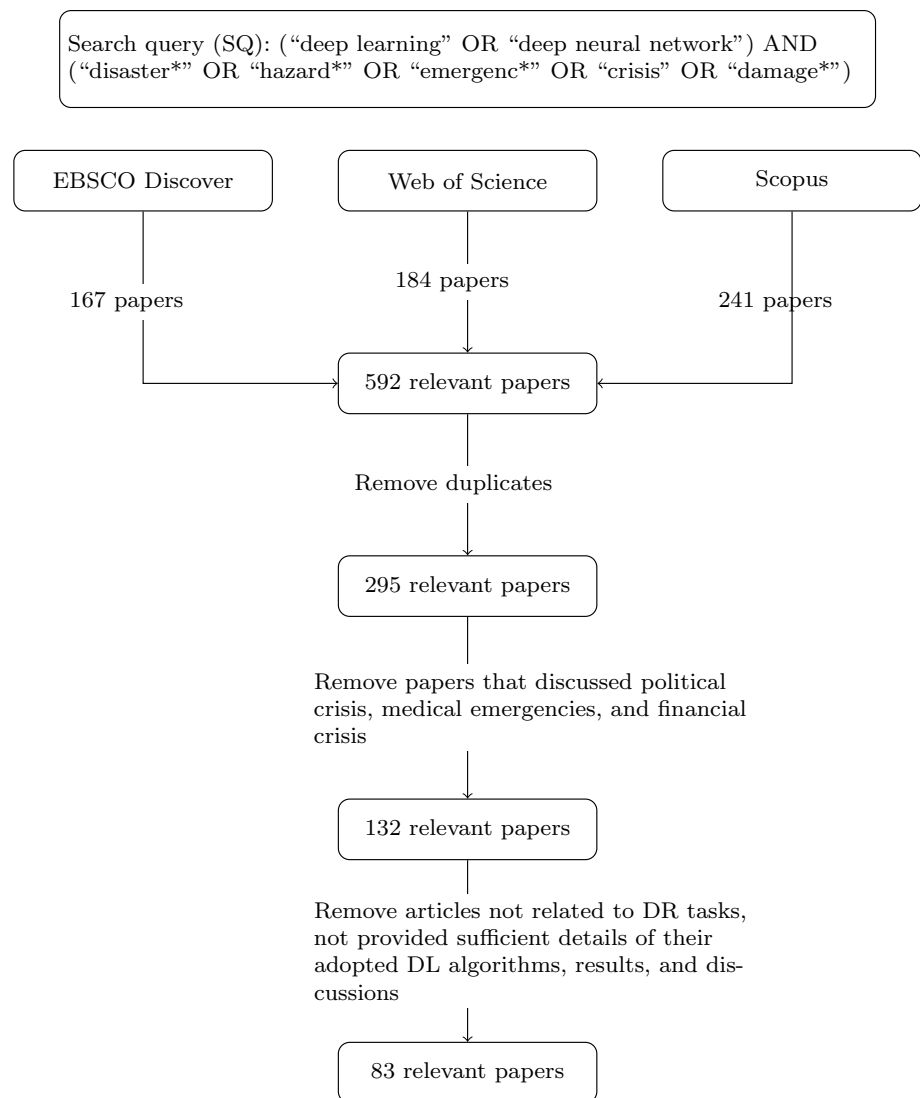 Search query (SQ): (“deep learning” OR “deep neural network”) AND
(“disaster*” OR “hazard*” OR “emergenc*” OR “crisis” OR “damage*”)
EBSCO Discover
Web of Science
Scopus
167 papers
184 papers
241 papers
592 relevant papers
Remove duplicates
295 relevant papers
Remove papers that discussed political
crisis, medical emergencies, and financial
crisis
132 relevant papers
Remove articles not related to DR tasks,
not provided sufficient details of their
adopted DL algorithms, results, and dis-
cussions
83 relevant papers